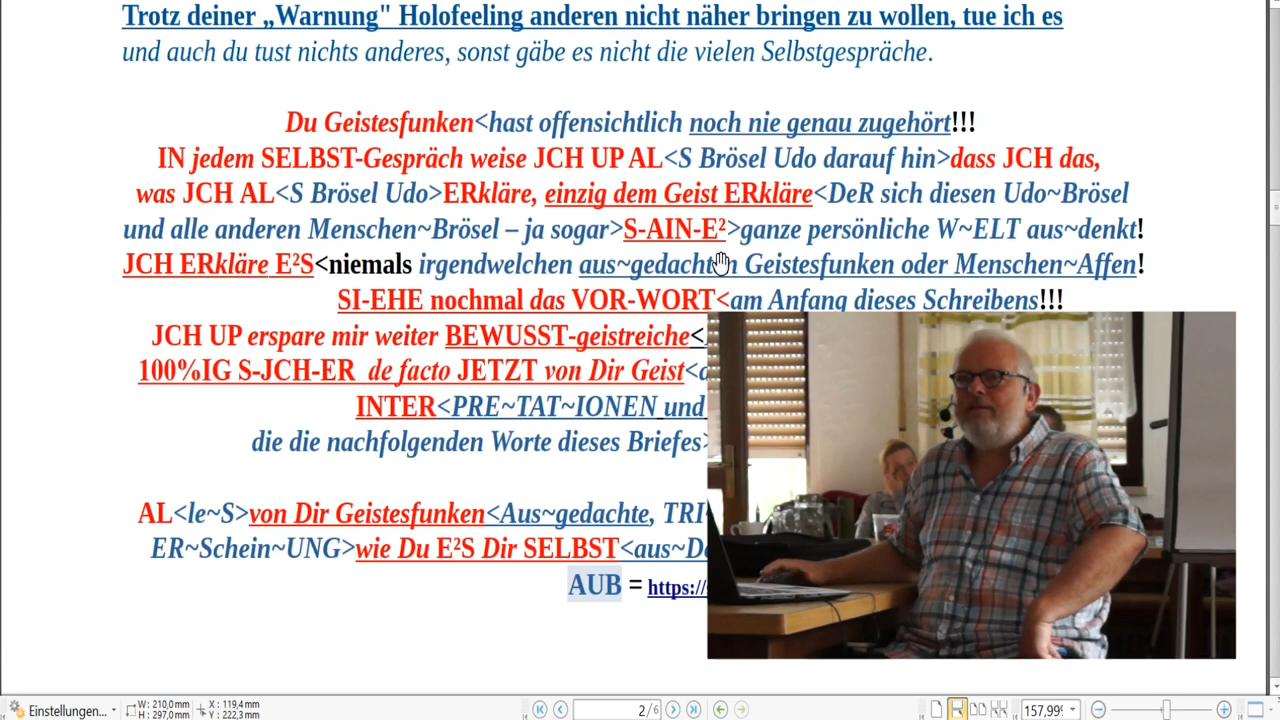 Trotz deiner „Warnung" Holofeeling anderen nicht näher bringen zu wollen, tue ich es
und auch du tust nichts anderes, sonst gäbe es nicht die vielen Selbstgespräche.
Du Geistesfunken<hast offensichtlich noch nie genau zugehört!!!
IN jedem SELBST-Gespräch weise JCH UP AL<S Brösel Udo darauf hin>dass JCH das,
was JCH AL<S Brösel Udo>ERkläre, einzig dem Geist ERkläre<DeR sich diesen Udo~Brösel
und alle anderen Menschen~Brösel – ja sogar>S-AIN-E²>ganze persönliche W~ELT aus~denkt!
JCH ERkläre E²S<niemals irgendwelchen aus~gedachten Geistesfunken oder Menschen~Affen!
SI-EHE nochmal das VOR-WORT<am Anfang dieses Schreibens!!!
JCH UP erspare mir weiter BEWUSST-geistreiche<
100%IG S-JCH-ER de facto JETZT von Dir Geist<
INTER<PRE~TAT~IONEN und
die die nachfolgenden Worte dieses Briefes>
AL<le~S>von Dir Geistesfunken<Aus~gedachte, TRI
ER~Schein~UNG>wie Du E²S Dir SELBST<aus~D
AUB = https://
Einstellungen...
W: 210,0 mm
H: 297,0 mm
X: 119,4 mm
Y: 222,3 mm
2/6
157,99